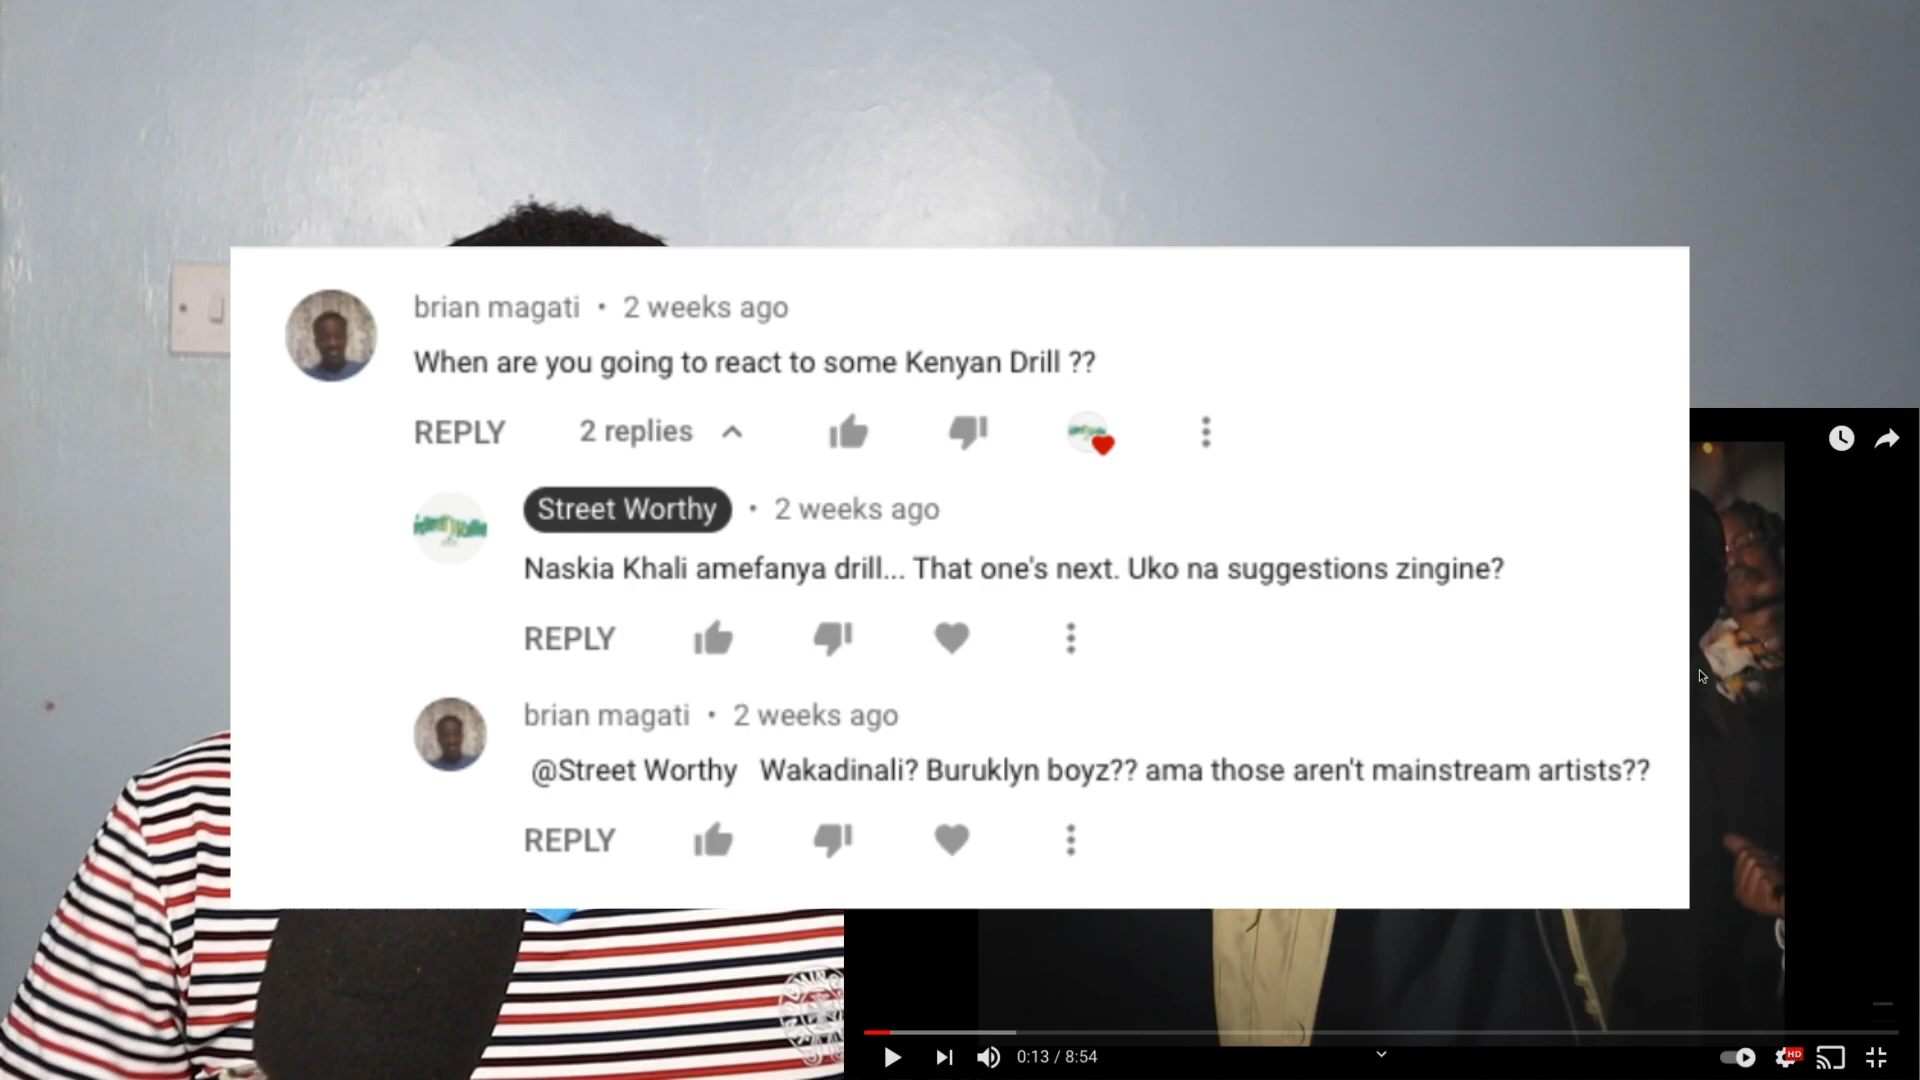 brian magati • 2 weeks ago
When are you going to react to some Kenyan Drill ??
REPLY 2 replies
Street Worthy • 2 weeks ago
Naskia Khali amefanya drill... That one's next. Uko na suggestions zingine?
REPLY
brian magati • 2 weeks ago
@Street Worthy Wakadinali? Buruklyn boyz?? ama those aren't mainstream artists??
REPLY
0:13 / 8:54
HD